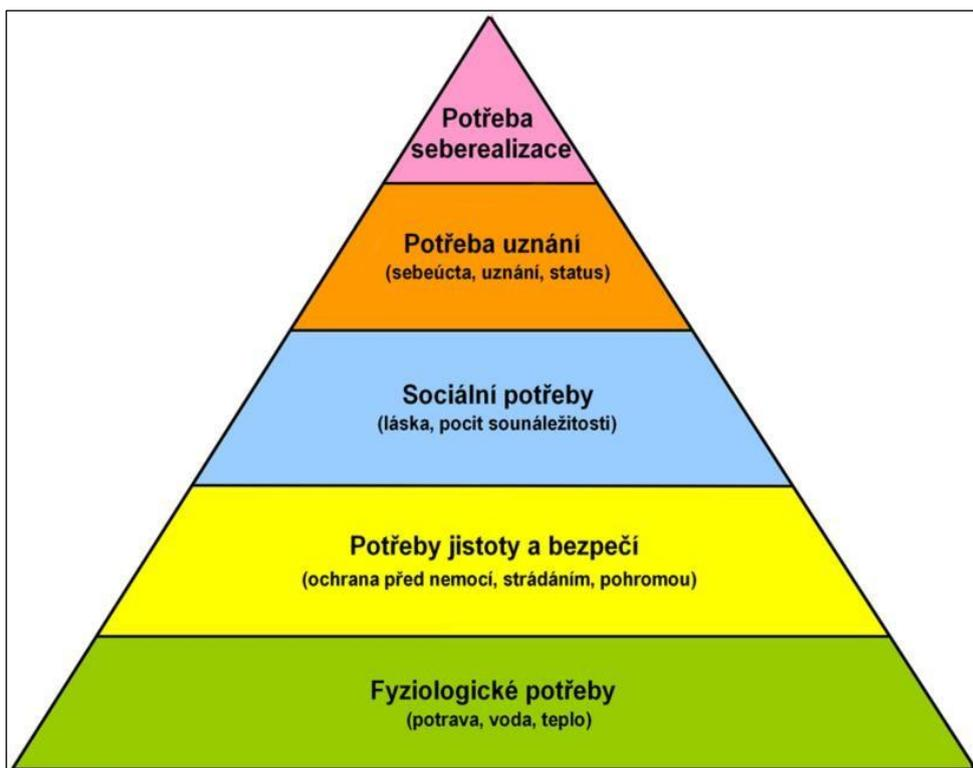 Potřeba
seberealizace
Potřeba uznání
(sebeúcta, uznání, status)
Sociální potřeby
(láska, pocit sounáležitosti)
Potřeby jistoty a bezpečí
(ochrana před nemocí, strádáním, pohromou)
Fyziologické potřeby
(potrava, voda, teplo)